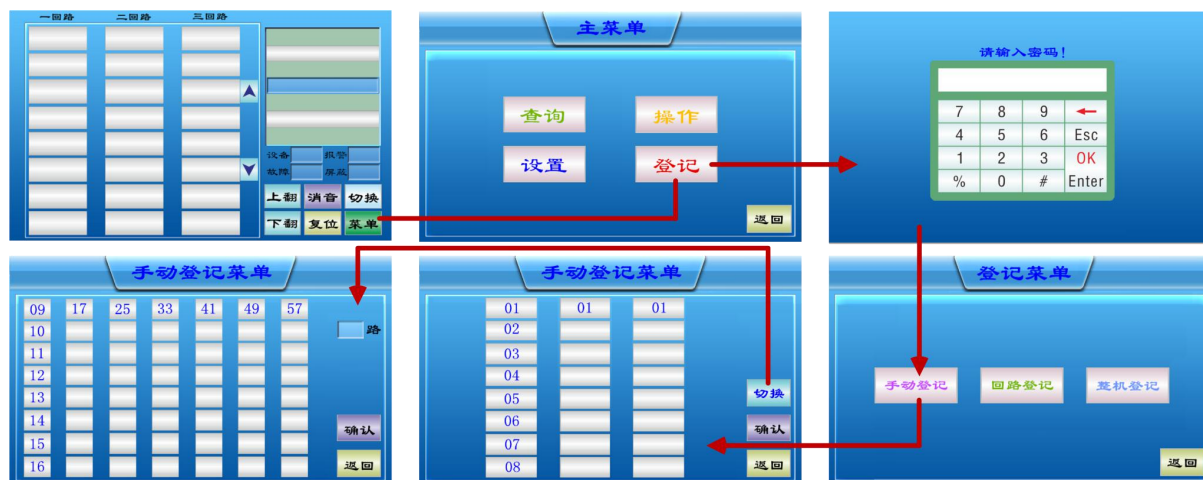 一回路 二回路 三回路
设备 报警
故障 屏蔽
上翻 消音 切换
下翻 复位 菜单
主菜单
查询 操作
设置 登记
返回
请输入密码!
7 8 9 ←
4 5 6 Esc
1 2 3 OK
% 0 # Enter
手动登记菜单
09 17 25 33 41 49 57
10 路
11
12
13
14 确认
15
16 返回
手动登记菜单
01 01 01
02
03
04
05 切换
06 确认
07
08 返回
登记菜单
手动登记 回路登记 整机登记
返回